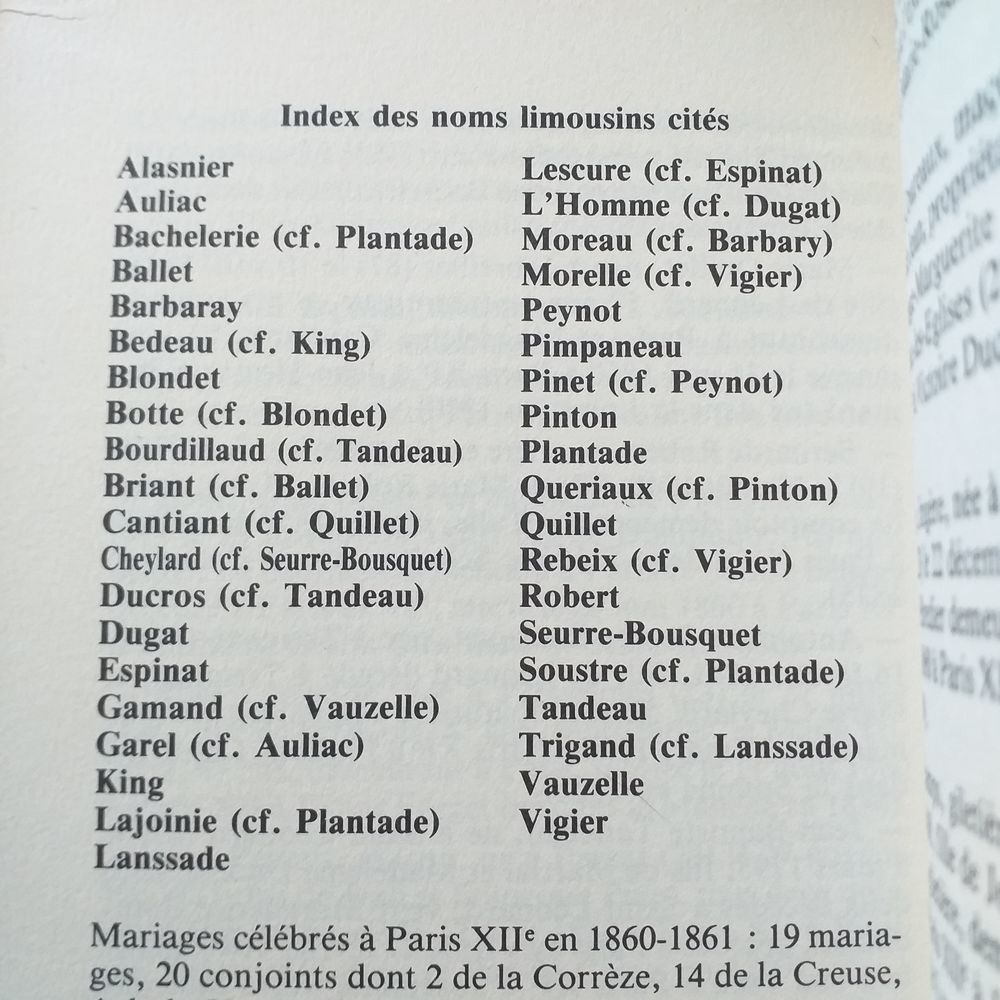 Index des noms limousins cités
Alasnier
Auliac
Bachelerie (cf. Plantade)
Ballet
Barbaray
Bedeau (cf. King)
Blondet
Botte (cf. Blondet)
Bourdillaud (cf. Tandeau)
Briant (cf. Ballet)
Cantiant (cf. Quillet)
Cheylard (cf. Seurre-Bousquet)
Ducros (cf. Tandeau)
Dugat
Espinat
Gamand (cf. Vauzelle)
Garel (cf. Auliac)
King
Lajoinie (cf. Plantade)
Lanssade
Lescure (cf. Espinat)
L'Homme (cf. Dugat)
Moreau (cf. Barbary)
Morelle (cf. Vigier)
Peynot
Pimpaneau
Pinet (cf. Peynot)
Pinton
Plantade
Queriaux (cf. Pinton)
Quillet
Rebeix (cf. Vigier)
Robert
Seurre-Bousquet
Soustre (cf. Plantade)
Tandeau
Trigand (cf. Lanssade)
Vauzelle
Vigier
Mariages célébrés à Paris XIIe en 1860-1861 : 19 maria-
ges, 20 conjoints dont 2 de la Corrèze, 14 de la Creuse,
Marguerite
née à
22 décem
à Paris